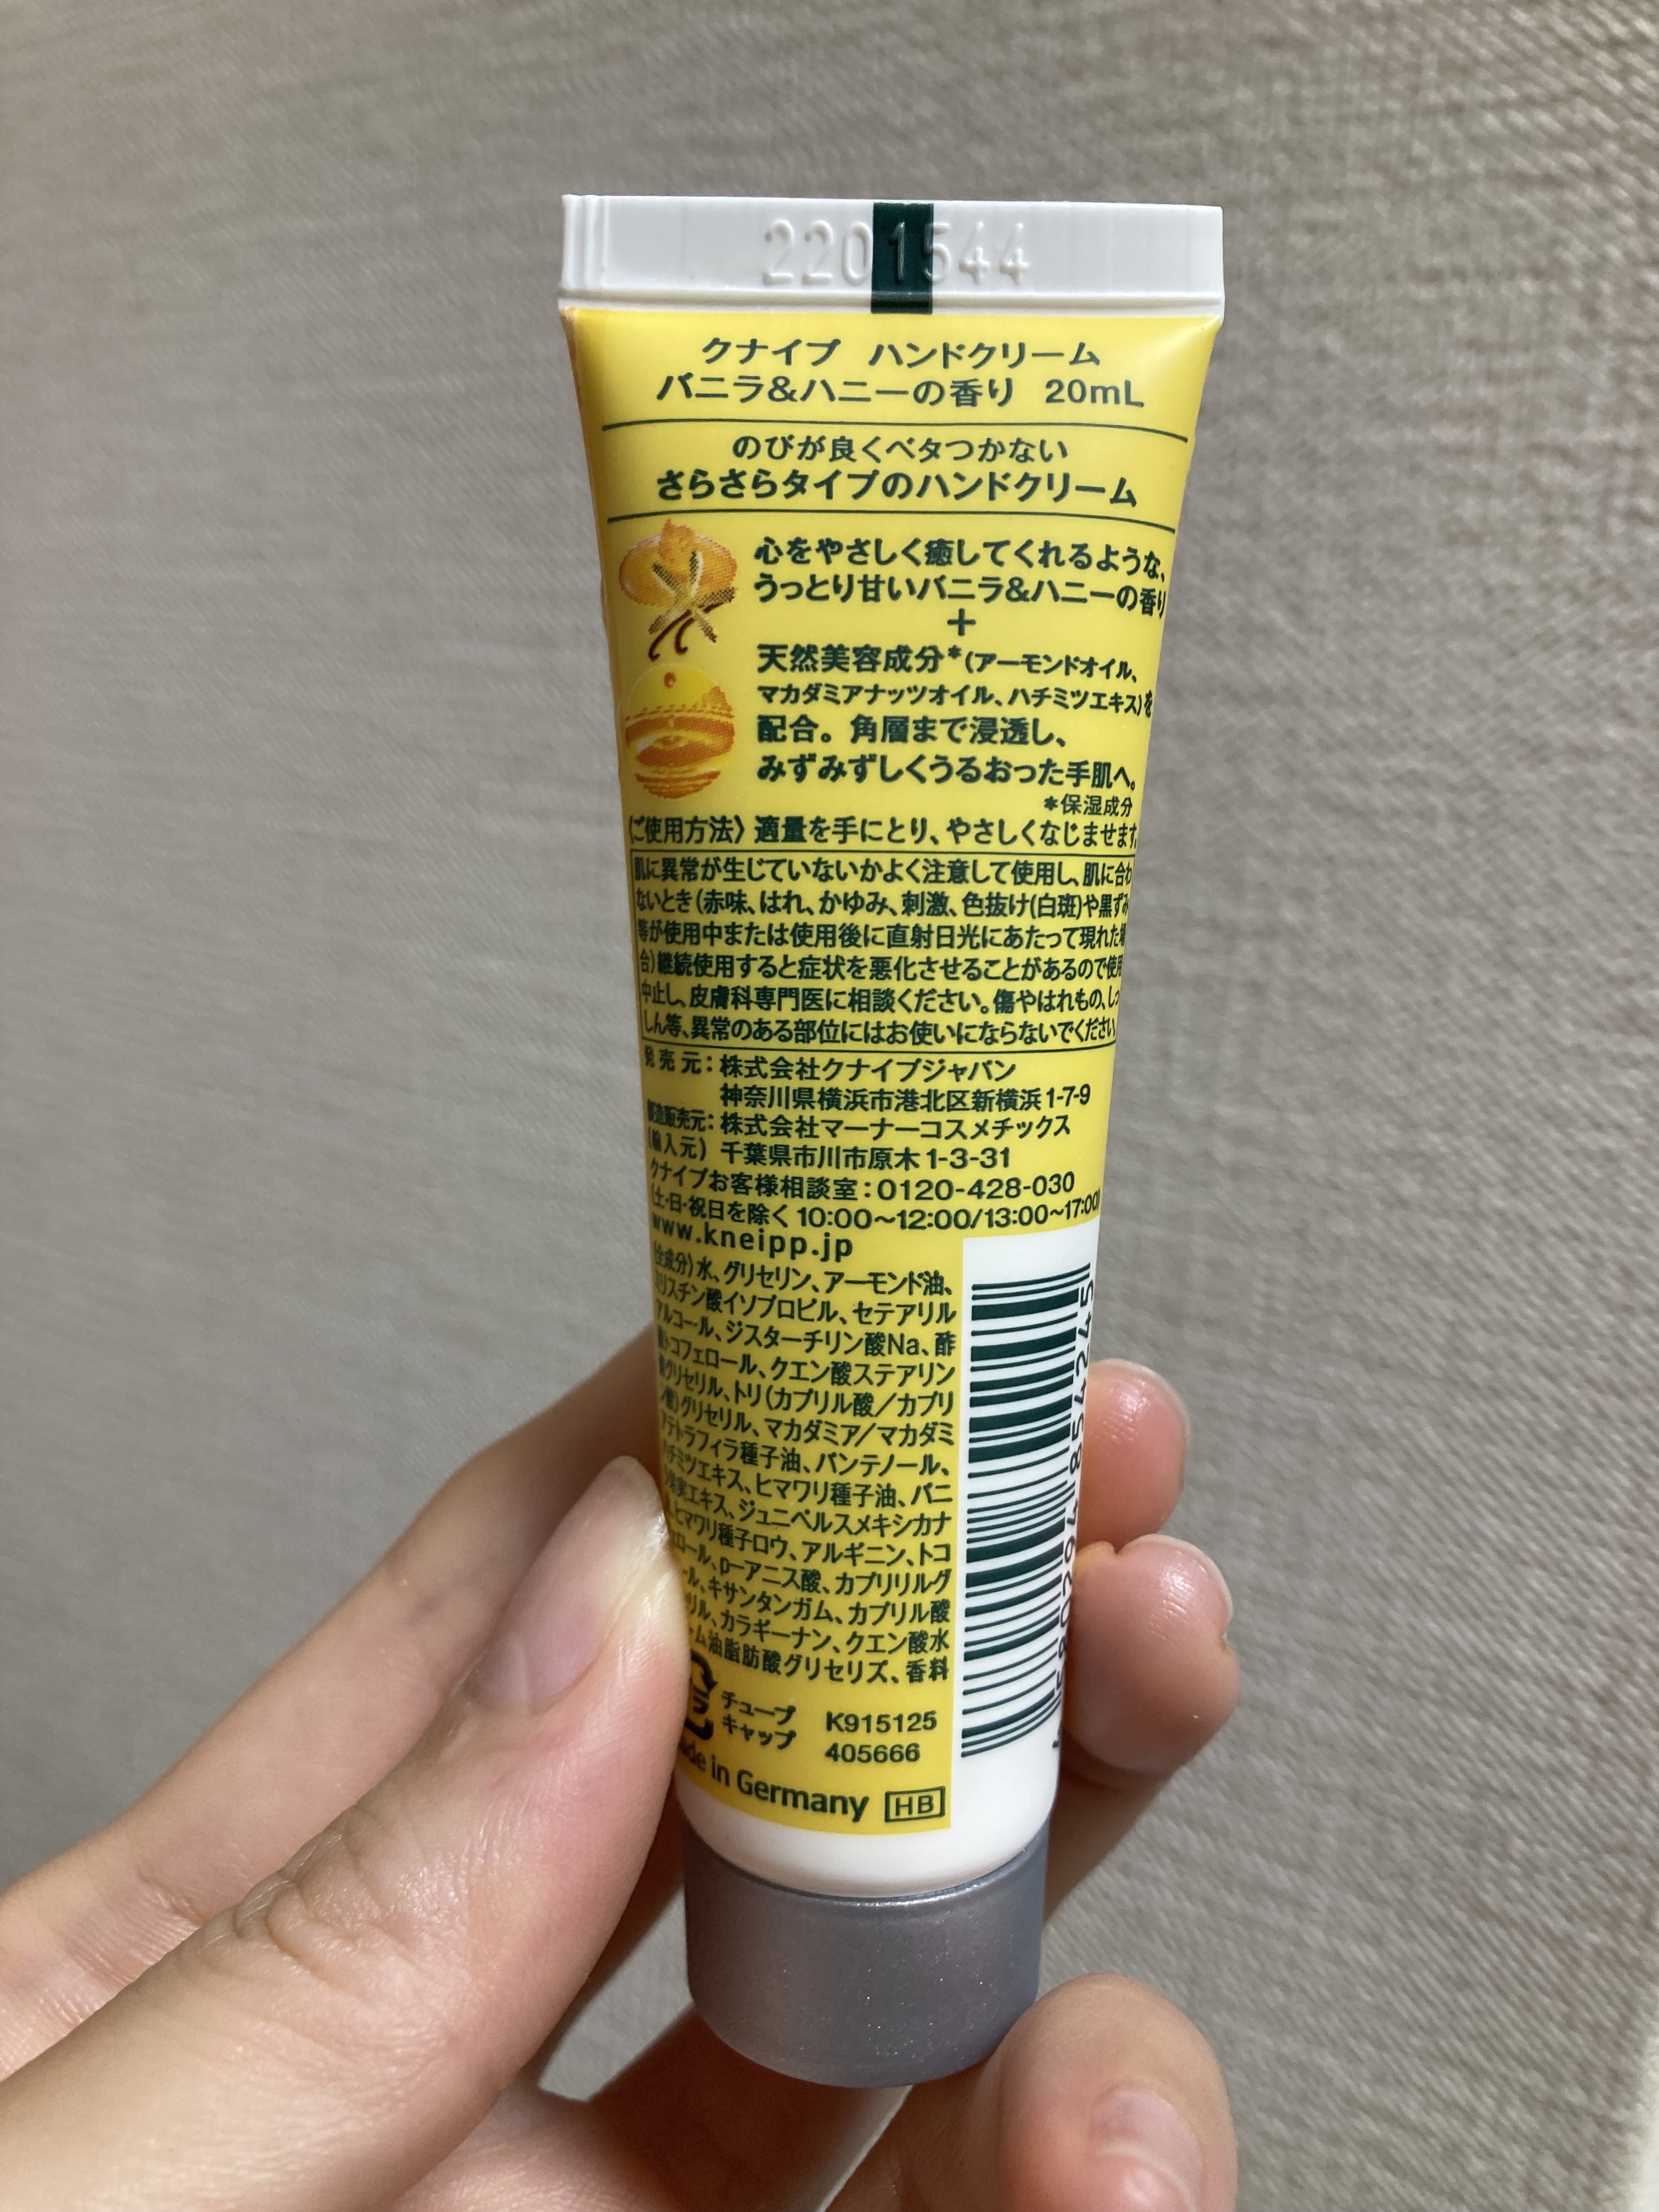 2201544
クナイプ ハンドクリーム
バニラ&ハニーの香り 20mL
のびが良くベタつかない
さらさらタイプのハンドクリーム
心をやさしく癒してくれるような、
うっとり甘いバニラ&ハニーの香り
+
天然美容成分*(アーモンドオイル、
マカダミアナッツオイル、ハチミツエキス)を
配合。角層まで浸透し、
みずみずしくうるおった手肌へ。
*保湿成分
〈ご使用方法〉適量を手にとり、やさしくなじませます。
肌に異常が生じていないかよく注意して使用し、肌に合わ
ないとき(赤味、はれ、かゆみ、刺激、色抜け(白斑)や黒ずみ
等が使用中または使用後に直射日光にあたって現れた場
合)継続使用すると症状を悪化させることがあるので使用
中止し、皮膚科専門医に相談ください。傷やはれもの、しっ
しん等、異常のある部位にはお使いにならないでください。
発売元:株式会社クナイプジャパン
神奈川県横浜市港北区新横浜1-7-9
製造販売元:株式会社マーナーコスメチックス
(輸入元) 千葉県市川市原木1-3-31
クナイプお客様相談室:0120-428-030
(土・日・祝日を除く10:00~12:00/13:00~17:00)
www.kneipp.jp
(全成分)水、グリセリン、アーモンド油、
ミリスチン酸イソプロピル、セテアリル
アルコール、ジステアリン酸Na、酢
酸トコフェロール、クエン酸ステアリン
酸グリセリル、トリ(カプリル酸/カプリ
ン酸)グリセリル、マカダミア/マカダミ
アテトラフィラ種子油、パンテノール、
ハチミツエキス、ヒマワリ種子油、バニ
ラ果実エキス、ジュニペルスメキシカナ
ヒマワリ種子ロウ、アルギニン、トコ
ロール、p-アニス酸、カプリリルグ
ール、キサンタンガム、カプリル酸
リル、カラギーナン、クエン酸水
ーム油脂肪酸グリセリズ、香料
プラ
チューブ K915125
キャップ 405666
Made in Germany HB